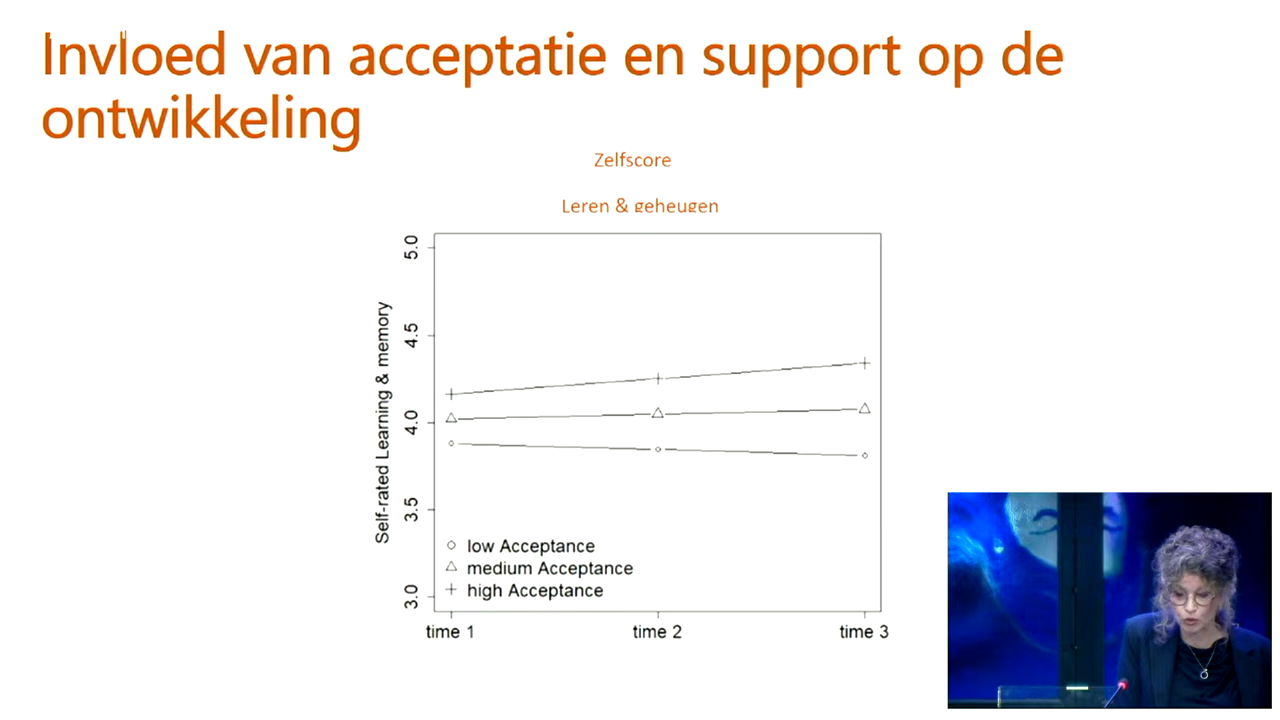 Invloed van acceptatie en support op de
ontwikkeling
Zelfscore
Leren & geheugen
5.0
4.5
4.0
3.5
3.0
Self-rated Learning & memory
low Acceptance
medium Acceptance
high Acceptance
time 1 time 2 time 3